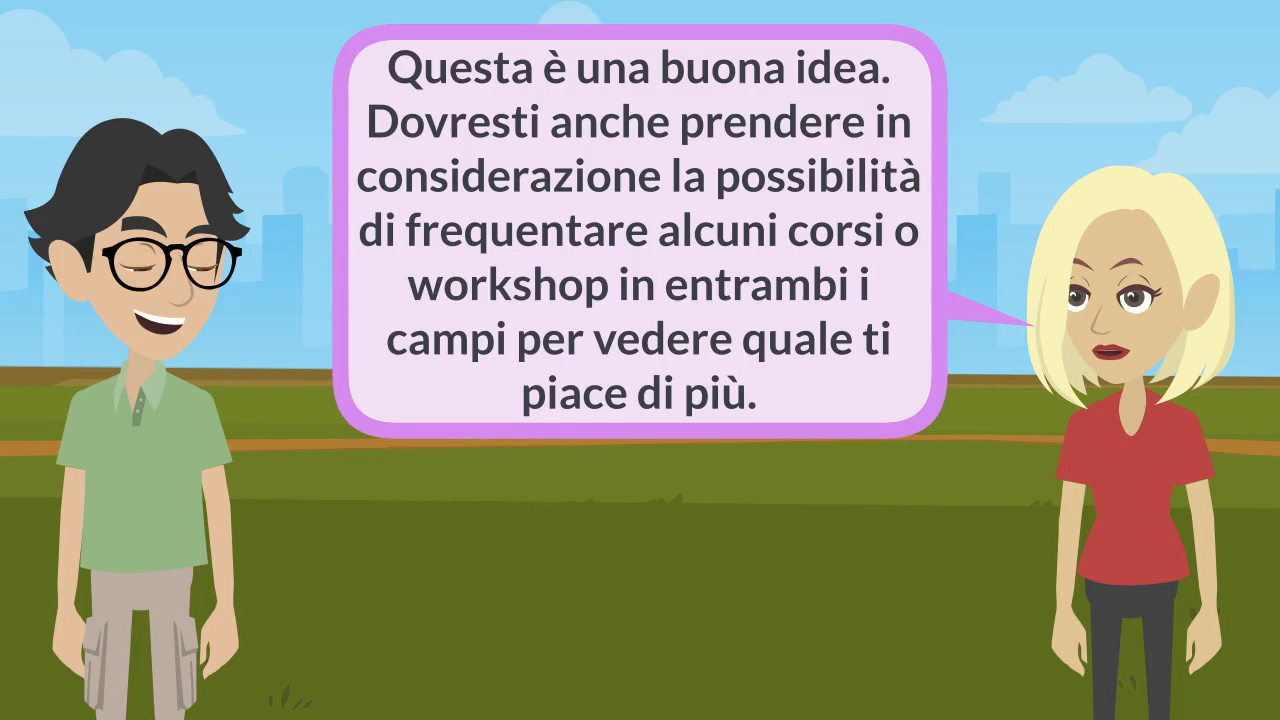 Questa è una buona idea.
Dovresti anche prendere in
considerazione la possibilità
di frequentare alcuni corsi o
workshop in entrambi i
campi per vedere quale ti
piace di più.